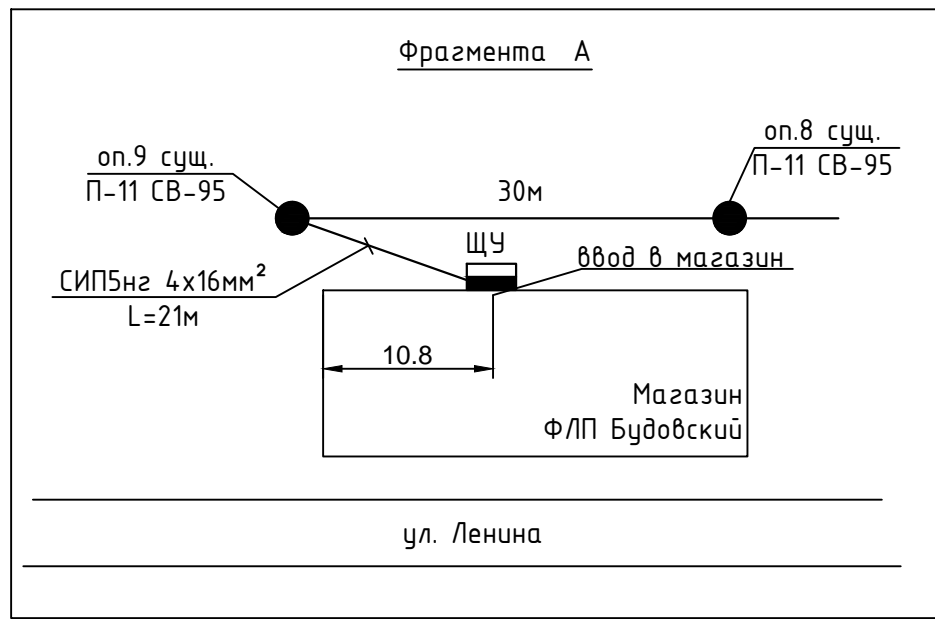 Фрагмента А
оп.9 сущ.
П-11 СВ-95
оп.8 сущ.
П-11 СВ-95
30м
ЩУ
ввод в магазин
СИП5нг 4х16мм²
L=21м
10.8
Магазин
ФЛП Будовский
ул. Ленина